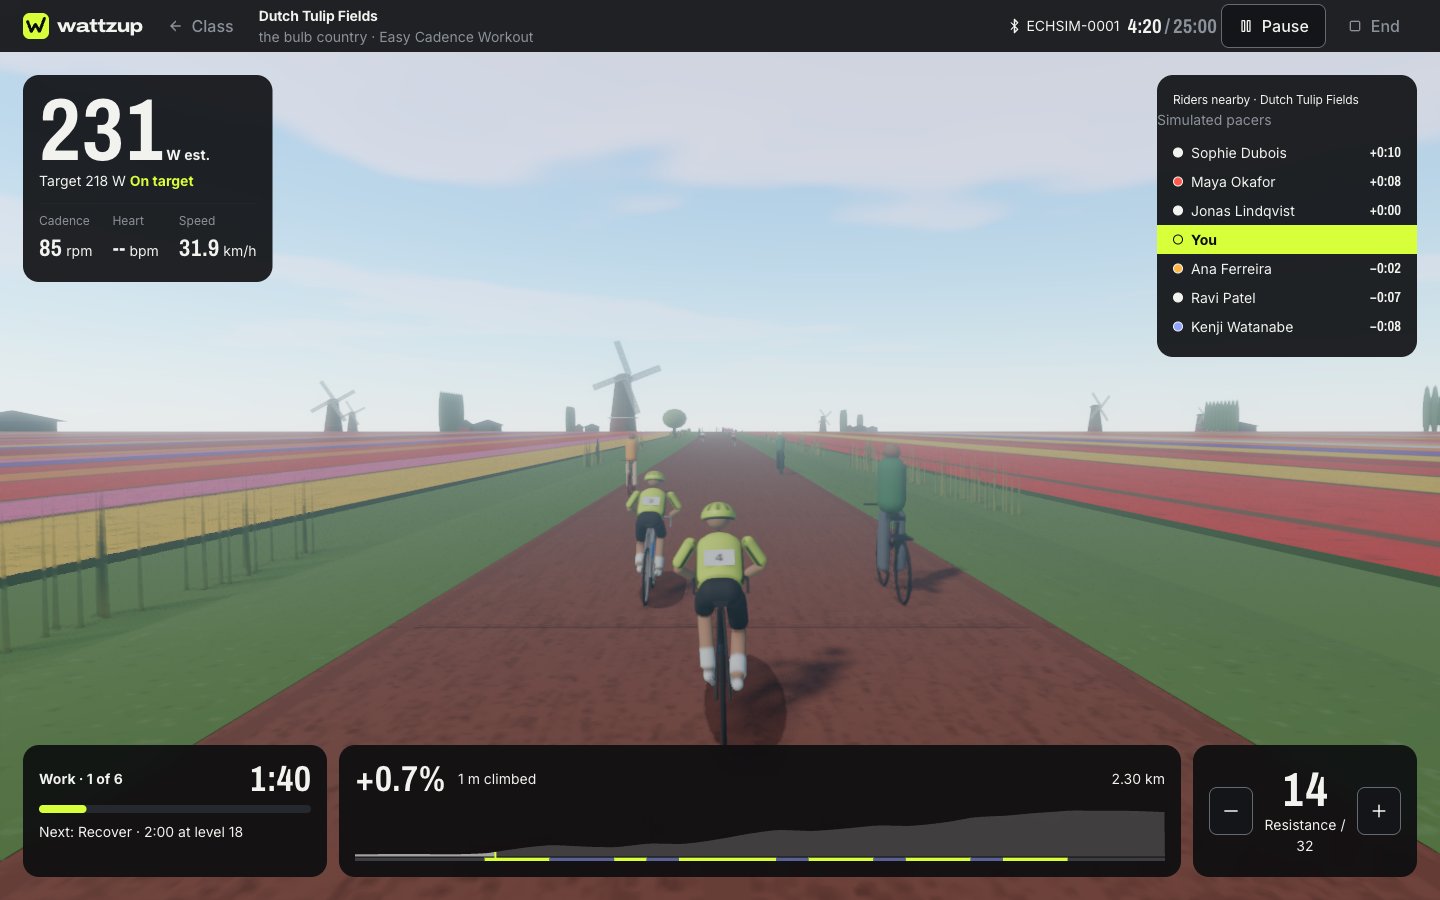 W wattzup
Class
Dutch Tulip Fields
the bulb country · Easy Cadence Workout
ECHSIM-0001 4:20 / 25:00
Pause
End
231 W est.
Target 218 W On target
Cadence Heart Speed
85 rpm -- bpm 31.9 km/h
Riders nearby · Dutch Tulip Fields
Simulated pacers
Sophie Dubois +0:10
Maya Okafor +0:08
Jonas Lindqvist +0:00
You
Ana Ferreira −0:02
Ravi Patel −0:07
Kenji Watanabe −0:08
4
Work · 1 of 6 1:40
Next: Recover · 2:00 at level 18
+0.7% 1 m climbed 2.30 km
− 14 +
Resistance /
32